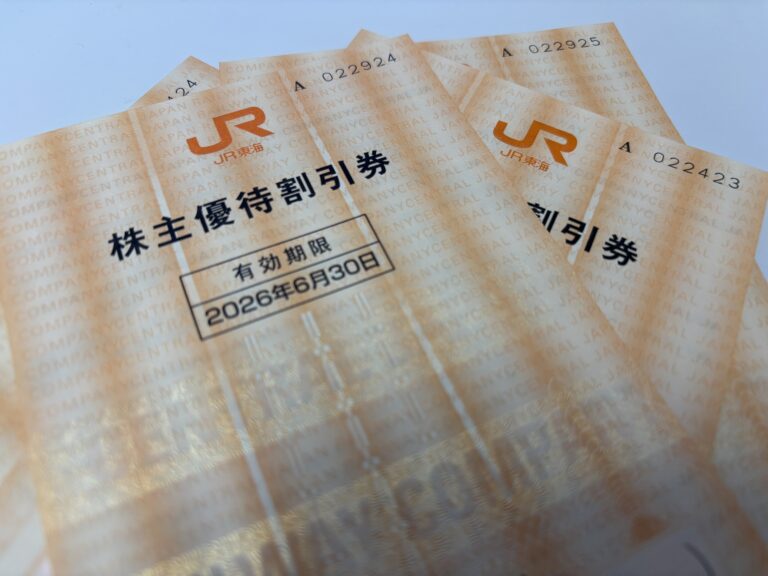 A 022924
JR
JR東海
株主優待割引券
有効期限
2026年6月30日
A 022925
A 022423
JR
JR東海
割引券
424